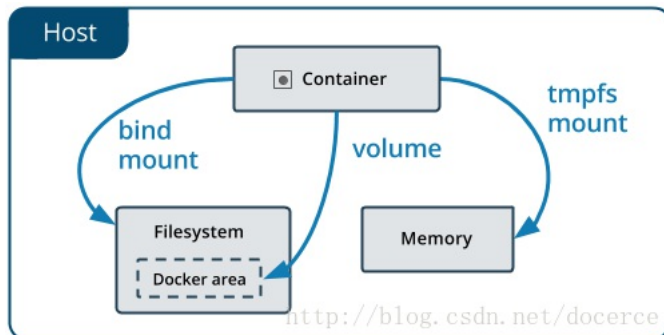 Host
Container
bind
mount
volume
tmpfs
mount
Filesystem
Docker area
Memory
http://blog.csdn.net/docerce